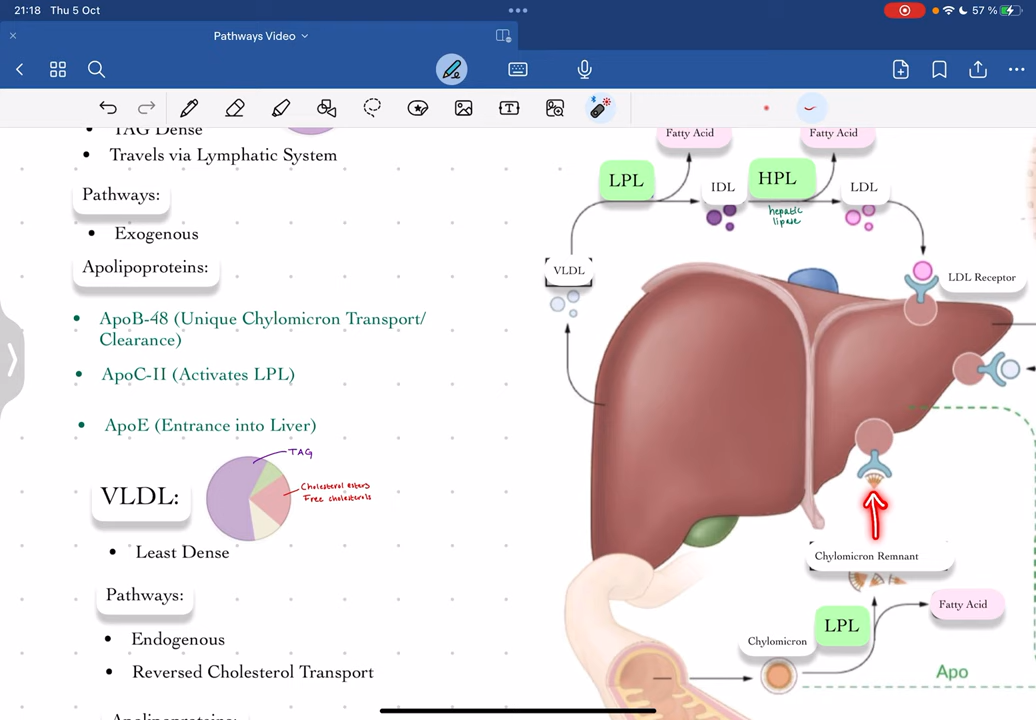 21:18 Thu 5 Oct
57 %
Pathways Video
TAG Dense
Travels via Lymphatic System
Pathways:
Exogenous
Apolipoproteins:
ApoB-48 (Unique Chylomicron Transport/
Clearance)
ApoC-II (Activates LPL)
ApoE (Entrance into Liver)
TAG
Cholesterol esters
Free cholesterols
VLDL:
Least Dense
Pathways:
Endogenous
Reversed Cholesterol Transport
Apolipoproteins:
Fatty Acid
Fatty Acid
LPL
IDL
HPL
LDL
hepatic
lipase
VLDL
LDL Receptor
Chylomicron Remnant
Fatty Acid
LPL
Chylomicron
Apo